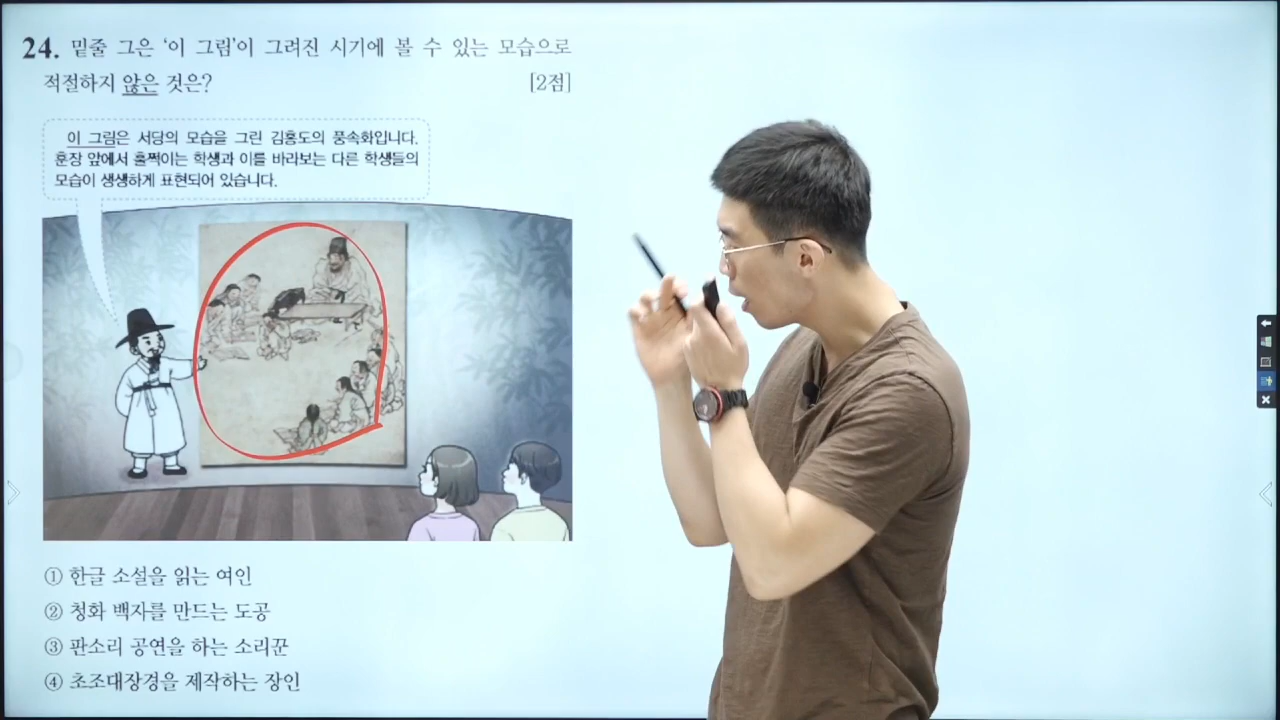 24. 밑줄 그은 '이 그림'이 그려진 시기에 볼 수 있는 모습으로
적절하지 않은 것은? [2점]
이 그림은 서당의 모습을 그린 김홍도의 풍속화입니다.
훈장 앞에서 훌쩍이는 학생과 이를 바라보는 다른 학생들의
모습이 생생하게 표현되어 있습니다.
① 한글 소설을 읽는 여인
② 청화 백자를 만드는 도공
③ 판소리 공연을 하는 소리꾼
④ 초조대장경을 제작하는 장인